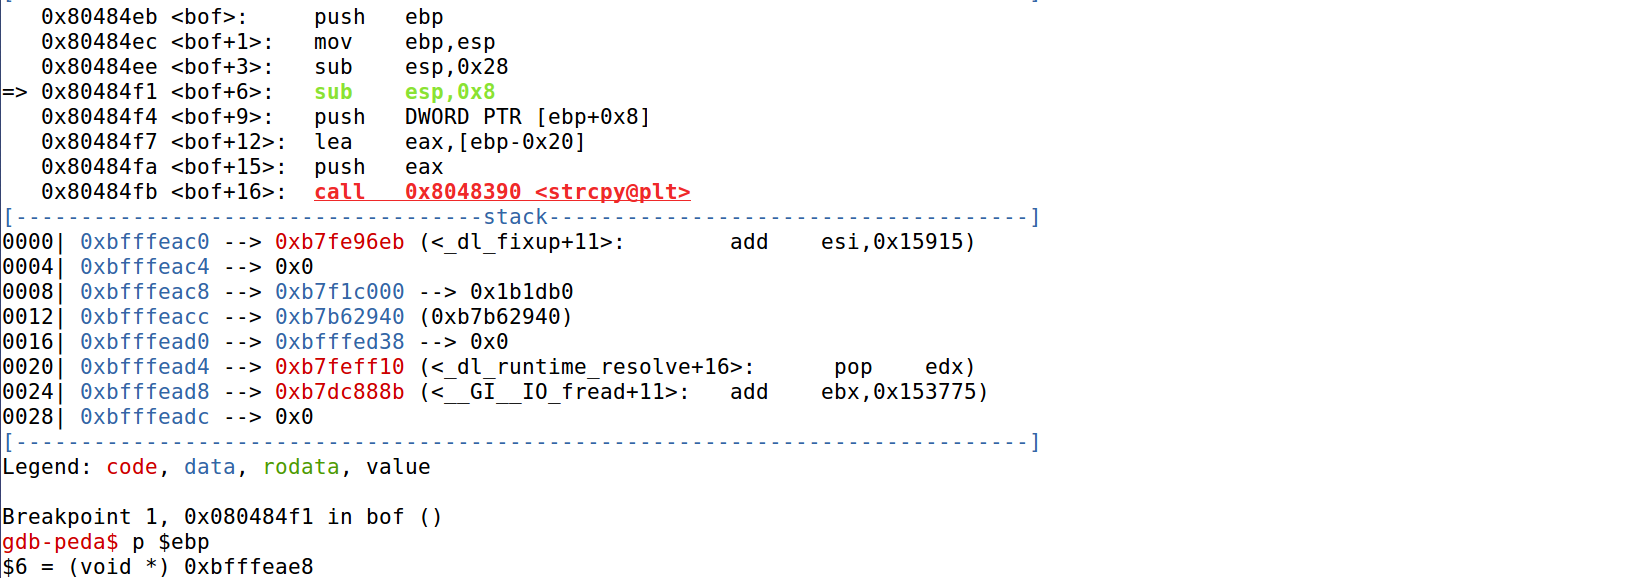 0x80484eb <bof>:	push   ebp
0x80484ec <bof+1>:	mov    ebp,esp
0x80484ee <bof+3>:	sub    esp,0x28
=> 0x80484f1 <bof+6>:	sub    esp,0x8
0x80484f4 <bof+9>:	push   DWORD PTR [ebp+0x8]
0x80484f7 <bof+12>:	lea    eax,[ebp-0x20]
0x80484fa <bof+15>:	push   eax
0x80484fb <bof+16>:	call   0x8048390 <strcpy@plt>
[------------------------------------stack-------------------------------------]
0000| 0xbfffeac0 --> 0xb7fe96eb (<_dl_fixup+11>:	add    esi,0x15915)
0004| 0xbfffeac4 --> 0x0
0008| 0xbfffeac8 --> 0xb7f1c000 --> 0x1b1db0
0012| 0xbfffeacc --> 0xb7b62940 (0xb7b62940)
0016| 0xbfffead0 --> 0xbfffed38 --> 0x0
0020| 0xbfffead4 --> 0xb7feff10 (<_dl_runtime_resolve+16>:	pop    edx)
0024| 0xbfffead8 --> 0xb7dc888b (<__GI__IO_fread+11>:	add    ebx,0x153775)
0028| 0xbfffeadc --> 0x0
[------------------------------------------------------------------------------]
Legend: code, data, rodata, value
Breakpoint 1, 0x080484f1 in bof ()
gdb-peda$ p $ebp
$6 = (void *) 0xbfffeae8